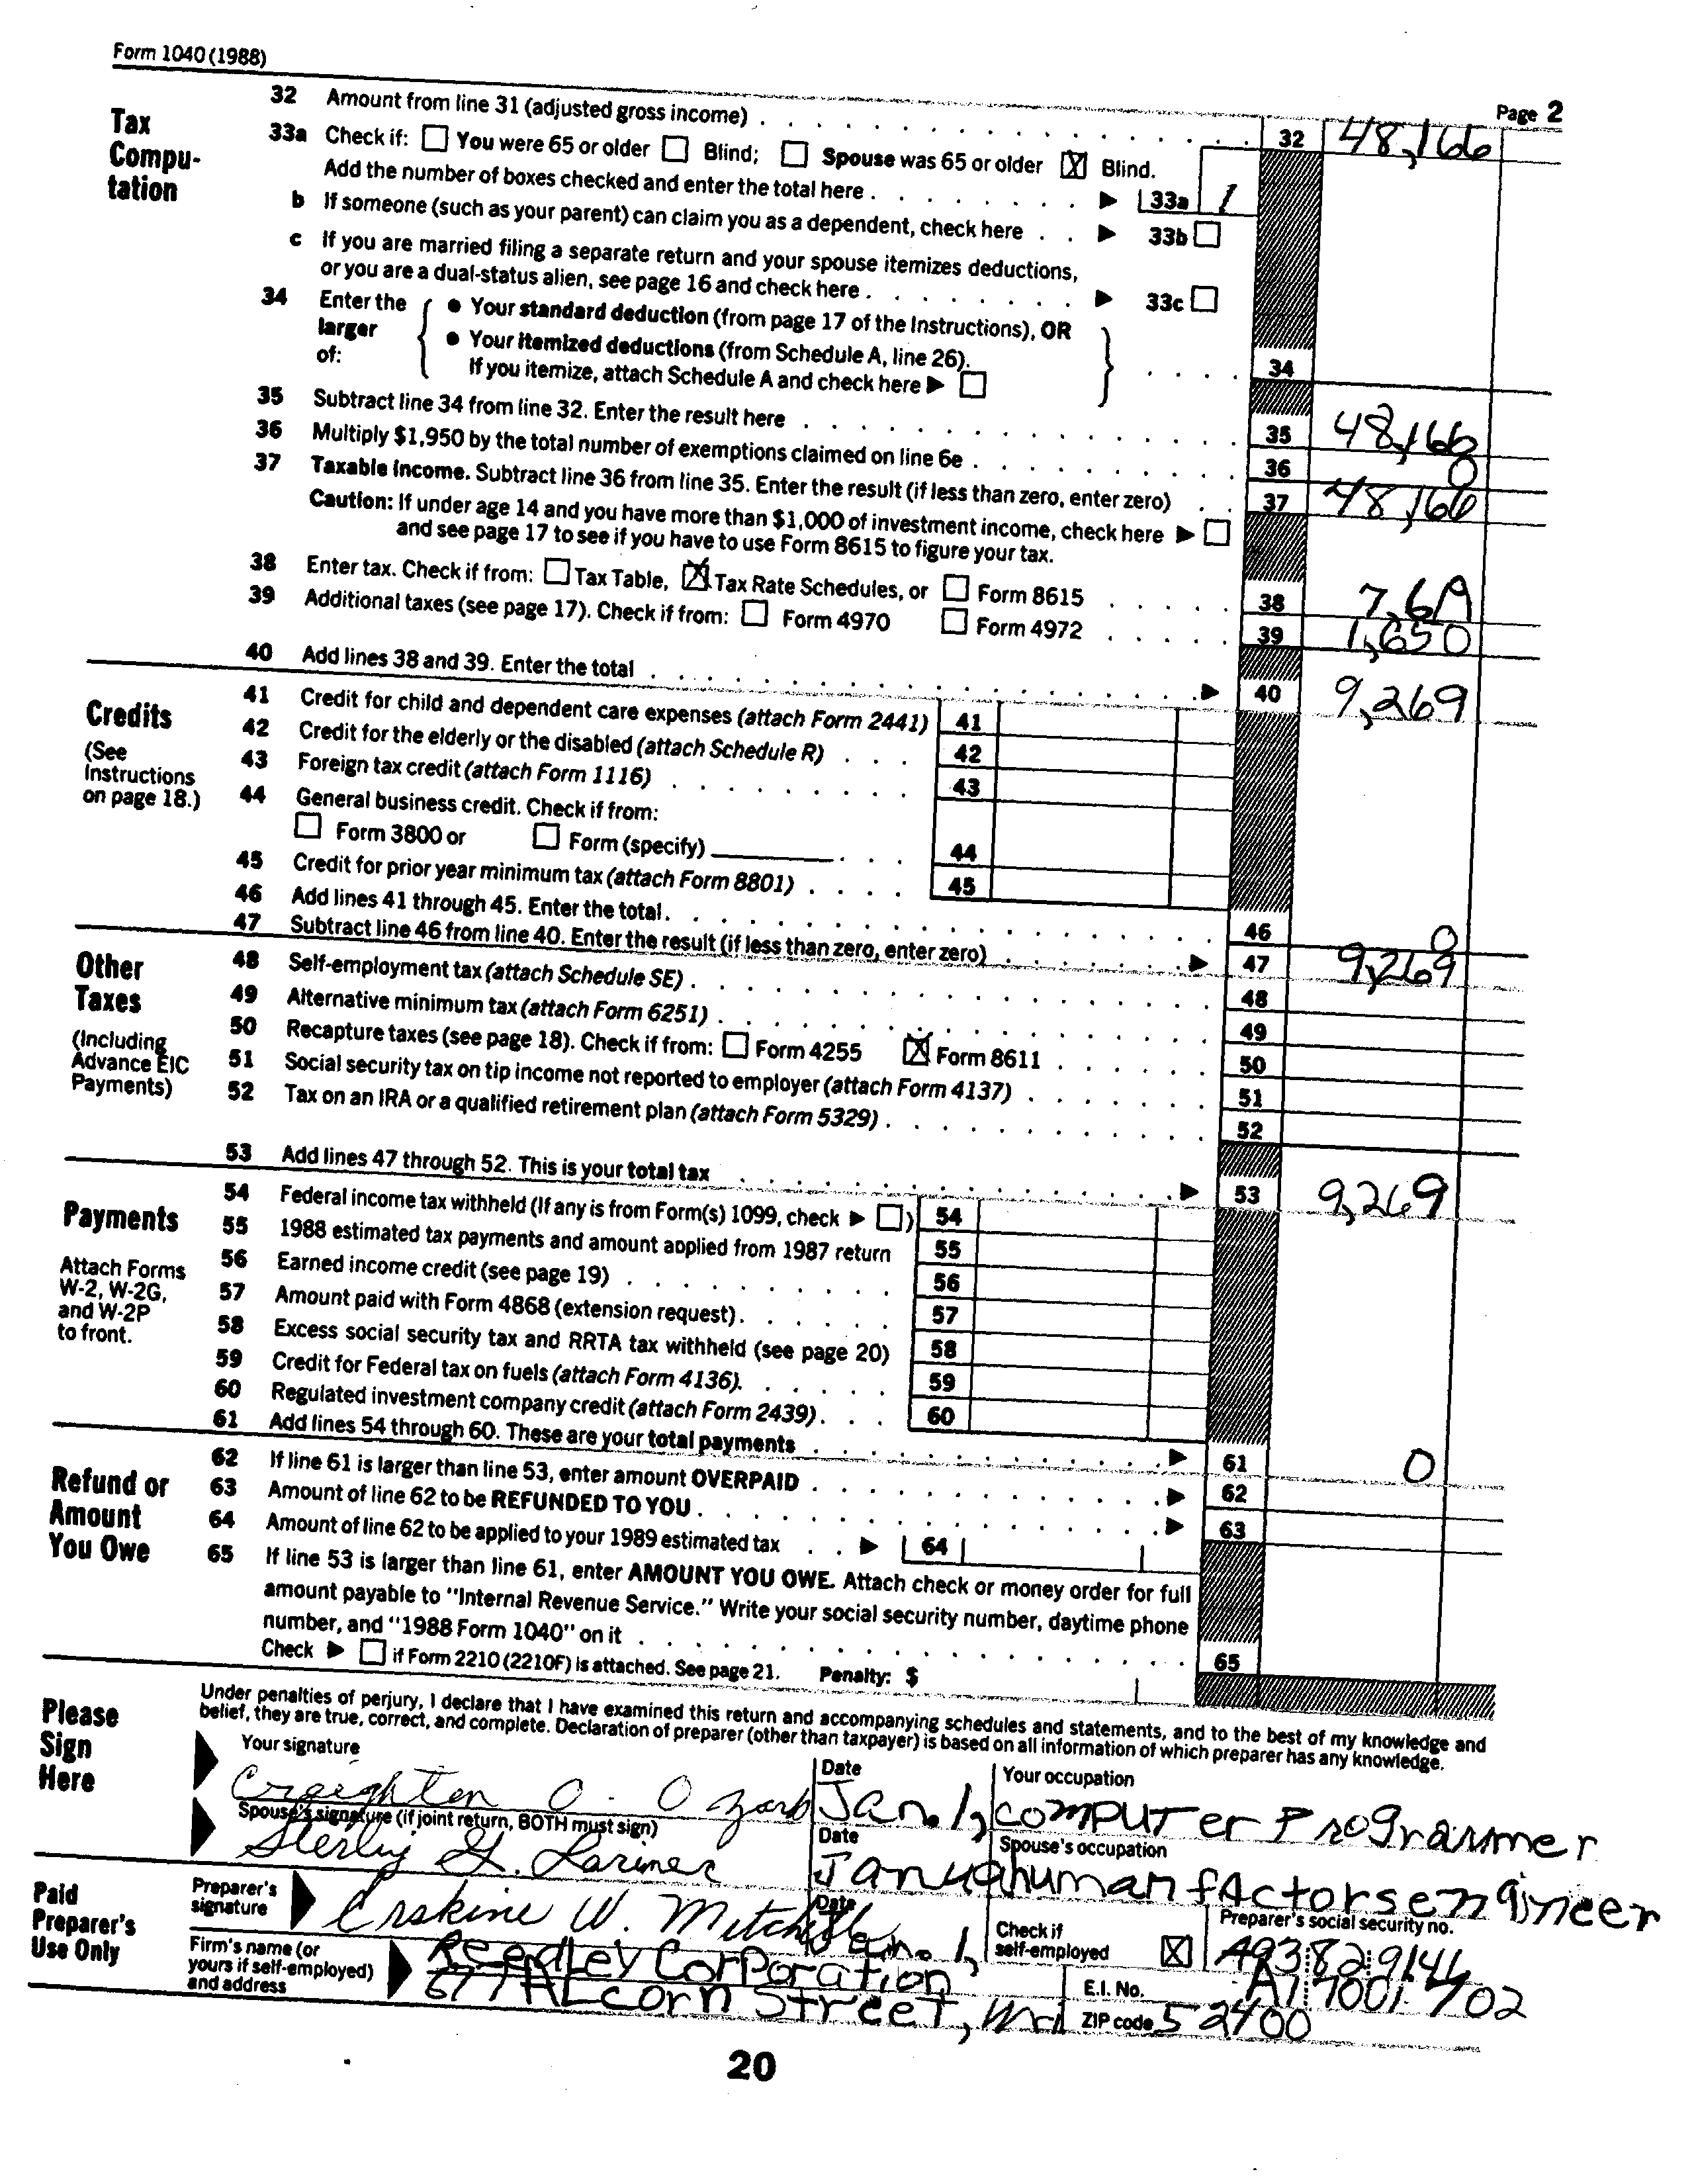 Form 1040 (1988)
Page 2
Tax Compu-tation
32 Amount from line 31 (adjusted gross income) 32 48,166
33a Check if: You were 65 or older Blind; Spouse was 65 or older X Blind.
Add the number of boxes checked and enter the total here 33a 1
b If someone (such as your parent) can claim you as a dependent, check here 33b
c If you are married filing a separate return and your spouse itemizes deductions,
or you are a dual-status alien, see page 16 and check here 33c
34 Enter the larger of: { • Your standard deduction (from page 17 of the Instructions), OR
• Your itemized deductions (from Schedule A, line 26).
If you itemize, attach Schedule A and check here } 34
35 Subtract line 34 from line 32. Enter the result here 35 48,166
36 Multiply $1,950 by the total number of exemptions claimed on line 6e 36 0
37 Taxable income. Subtract line 36 from line 35. Enter the result (if less than zero, enter zero) 37 48,166
Caution: If under age 14 and you have more than $1,000 of investment income, check here
and see page 17 to see if you have to use Form 8615 to figure your tax.
38 Enter tax. Check if from: Tax Table, X Tax Rate Schedules, or Form 8615 38
39 Additional taxes (see page 17). Check if from: Form 4970 Form 4972 39 1,650
40 Add lines 38 and 39. Enter the total 40 9,269
Credits
(See Instructions on page 18.)
41 Credit for child and dependent care expenses (attach Form 2441) 41
42 Credit for the elderly or the disabled (attach Schedule R) 42
43 Foreign tax credit (attach Form 1116) 43
44 General business credit. Check if from:
Form 3800 or Form (specify) 44
45 Credit for prior year minimum tax (attach Form 8801) 45
46 Add lines 41 through 45. Enter the total 46 0
47 Subtract line 46 from line 40. Enter the result (if less than zero, enter zero) 47 9,269
Other Taxes
(Including Advance EIC Payments)
48 Self-employment tax (attach Schedule SE) 48
49 Alternative minimum tax (attach Form 6251) 49
50 Recapture taxes (see page 18). Check if from: Form 4255 X Form 8611 50
51 Social security tax on tip income not reported to employer (attach Form 4137) 51
52 Tax on an IRA or a qualified retirement plan (attach Form 5329) 52
53 Add lines 47 through 52. This is your total tax 53 9,269
Payments
Attach Forms W-2, W-2G, and W-2P to front.
54 Federal income tax withheld (If any is from Form(s) 1099, check ) 54
55 1988 estimated tax payments and amount applied from 1987 return 55
56 Earned income credit (see page 19) 56
57 Amount paid with Form 4868 (extension request) 57
58 Excess social security tax and RRTA tax withheld (see page 20) 58
59 Credit for Federal tax on fuels (attach Form 4136) 59
60 Regulated investment company credit (attach Form 2439) 60
61 Add lines 54 through 60. These are your total payments 61 0
Refund or Amount You Owe
62 If line 61 is larger than line 53, enter amount OVERPAID 62
63 Amount of line 62 to be REFUNDED TO YOU 63
64 Amount of line 62 to be applied to your 1989 estimated tax 64
65 If line 53 is larger than line 61, enter AMOUNT YOU OWE. Attach check or money order for full
amount payable to "Internal Revenue Service." Write your social security number, daytime phone
number, and "1988 Form 1040" on it 65
Check if Form 2210 (2210F) is attached. See page 21. Penalty: $
Please Sign Here
Under penalties of perjury, I declare that I have examined this return and accompanying schedules and statements, and to the best of my knowledge and
belief, they are true, correct, and complete. Declaration of preparer (other than taxpayer) is based on all information of which preparer has any knowledge.
Your signature Date Your occupation
Creighton O. Ozark Jan. 1, computer Programmer
Spouse's signature (if joint return, BOTH must sign) Date Spouse's occupation
Sterling G. Larimer human factors engineer
Paid Preparer's Use Only
Preparer's signature Date Check if self-employed X Preparer's social security no.
Erskine W. Jan. 1, A93 82 9144
Firm's name (or yours if self-employed) and address
Reedley Corporation E.I. No.
677 Alcorn Street, ZIP code 52400
20